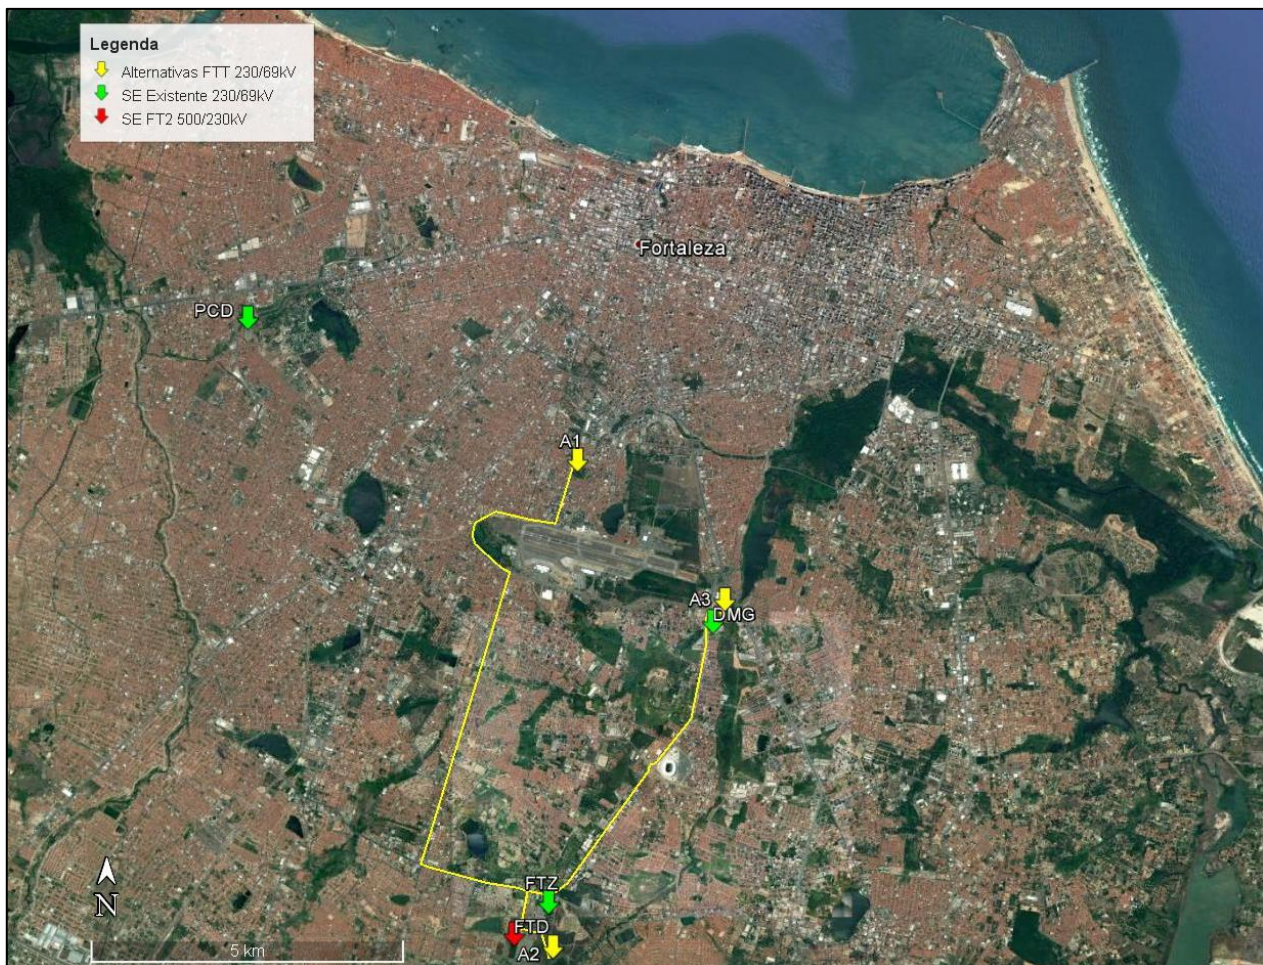 Legenda
Alternativas FTT 230/69kV
SE Existente 230/69kV
SE FT2 500/230kV
Fortaleza
PCD
A1
A3
DMG
FTZ
FTD
A2
N
5 km